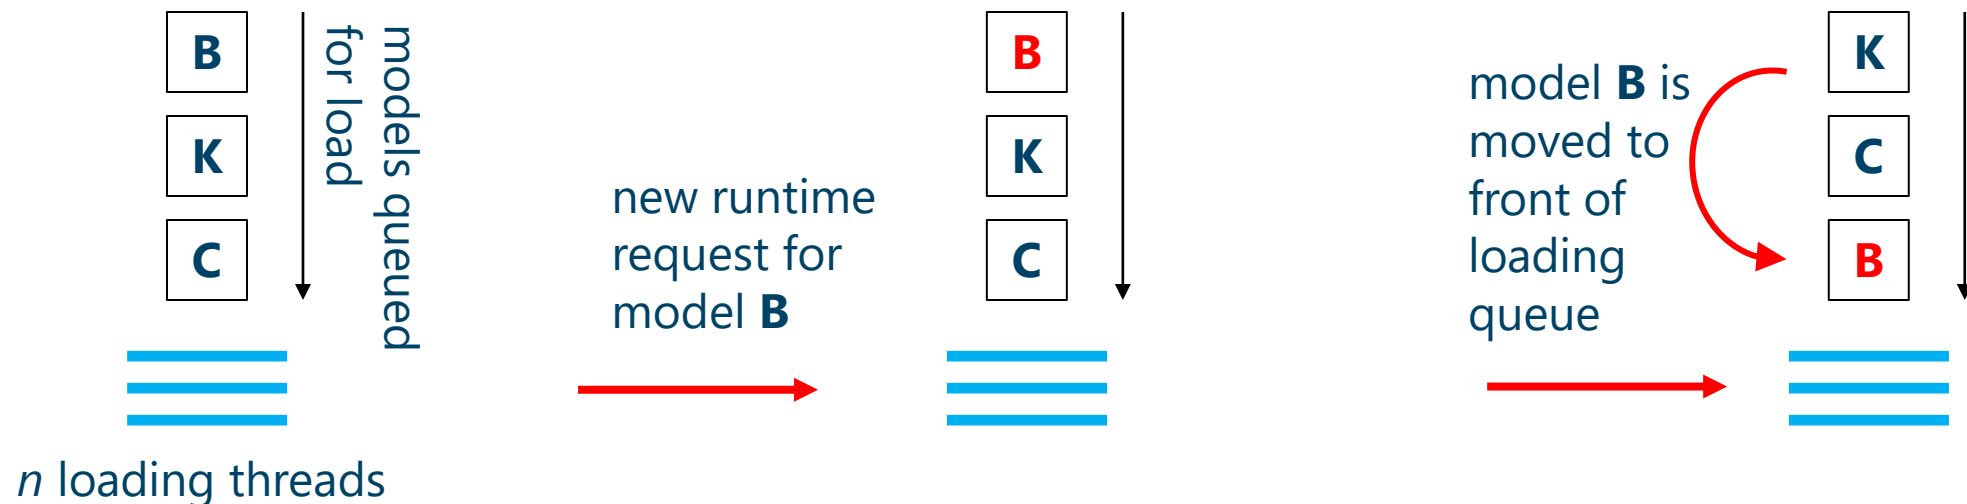 B
K
C
models queued
for load
n loading threads
new runtime
request for
model B
B
K
C
model B is
moved to
front of
loading
queue
K
C
B